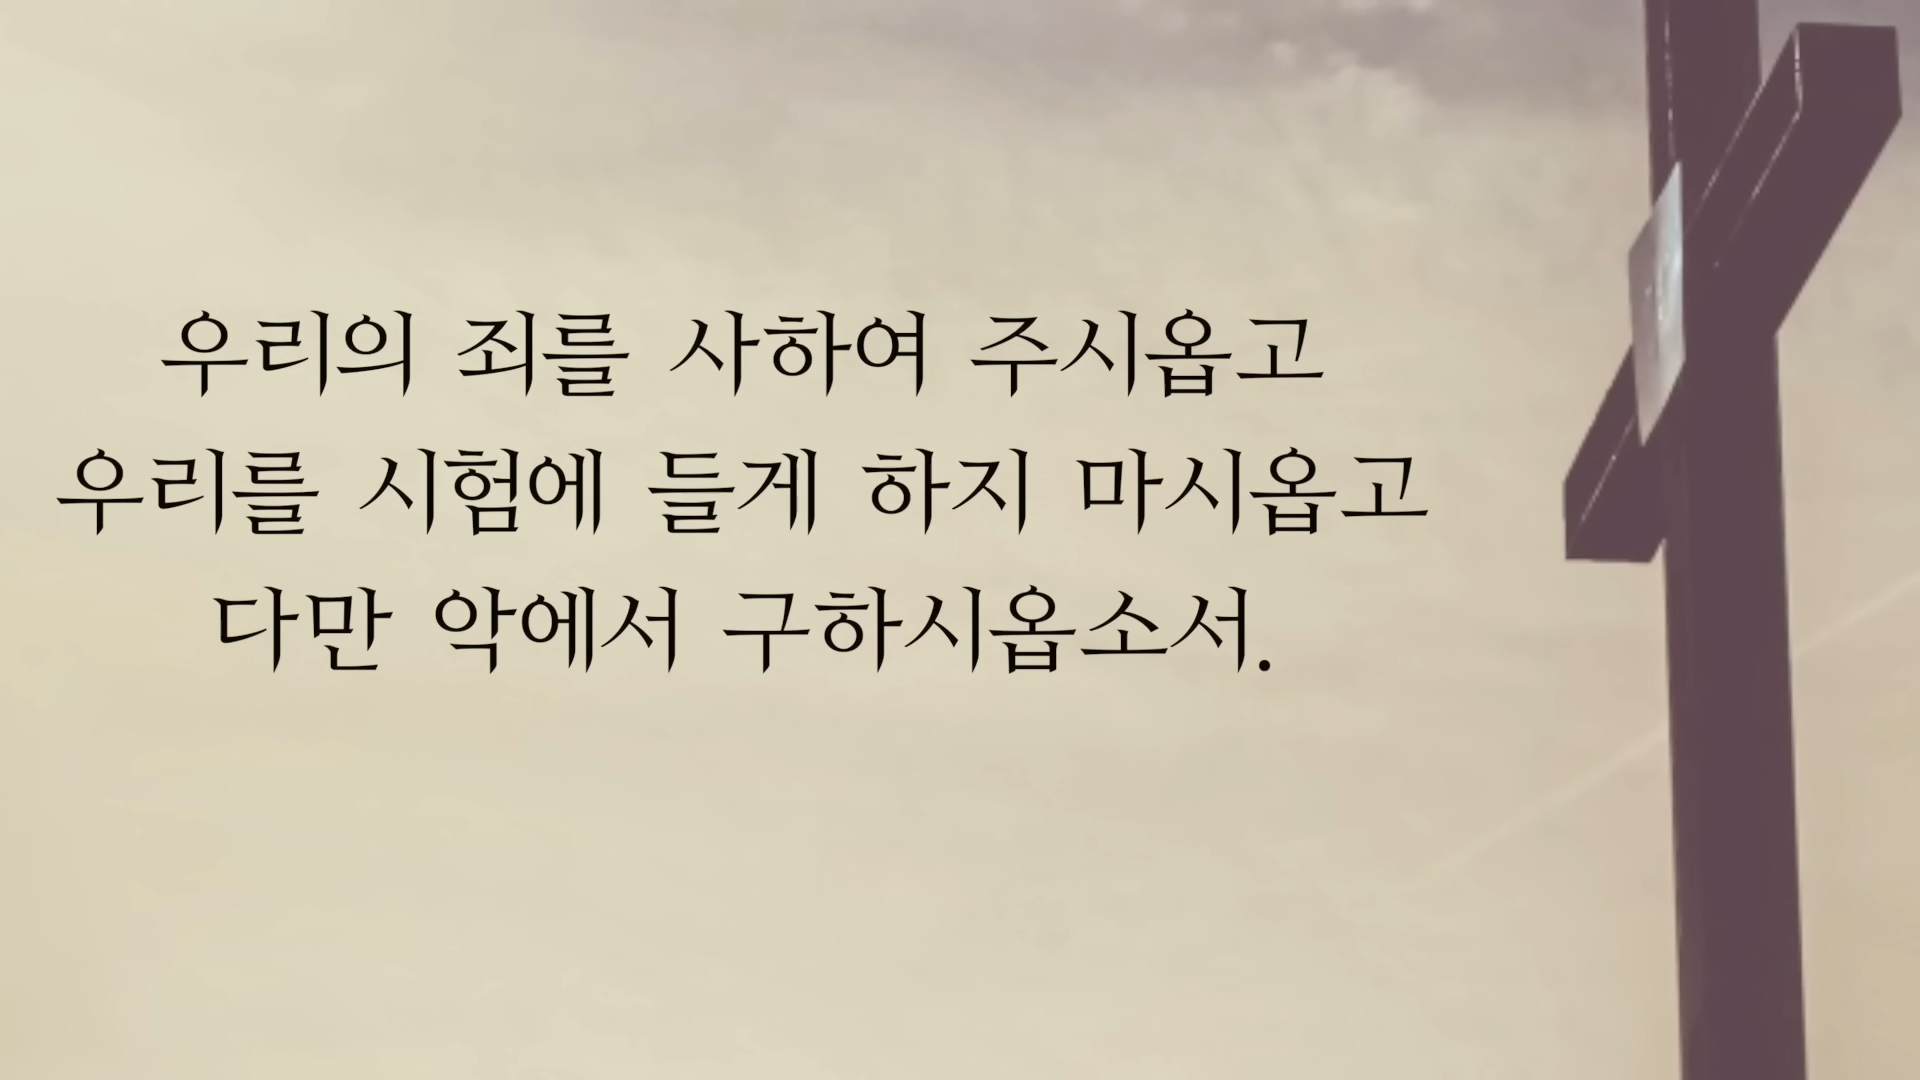 우리의 죄를 사하여 주시옵고
우리를 시험에 들게 하지 마시옵고
다만 악에서 구하시옵소서.